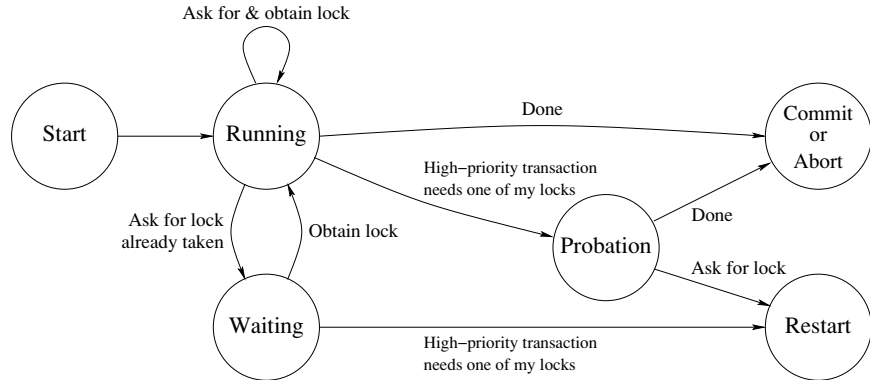 Ask for & obtain lock
Start
Running
Done
Commit
or
Abort
High−priority transaction
needs one of my locks
Ask for lock
already taken
Obtain lock
Probation
Done
Ask for lock
Waiting
High−priority transaction
needs one of my locks
Restart